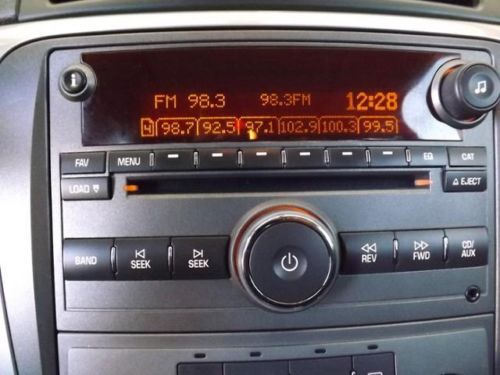 i
FM 98.3 98.3FM 12:28
4 98.7 92.5 97.1 102.9 100.3 99.5
FAV MENU EQ CAT
LOAD EJECT
BAND SEEK SEEK REV FWD CD/
AUX